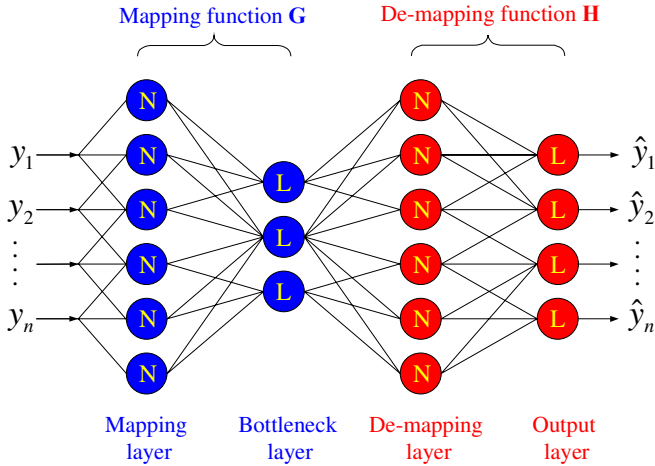 Mapping function G
De-mapping function H
N
N
N
N
N
N
L
L
L
N
N
N
N
N
N
L
L
L
L
y₁
y₂
⋮
yₙ
ŷ₁
ŷ₂
⋮
ŷₙ
Mapping
layer
Bottleneck
layer
De-mapping
layer
Output
layer